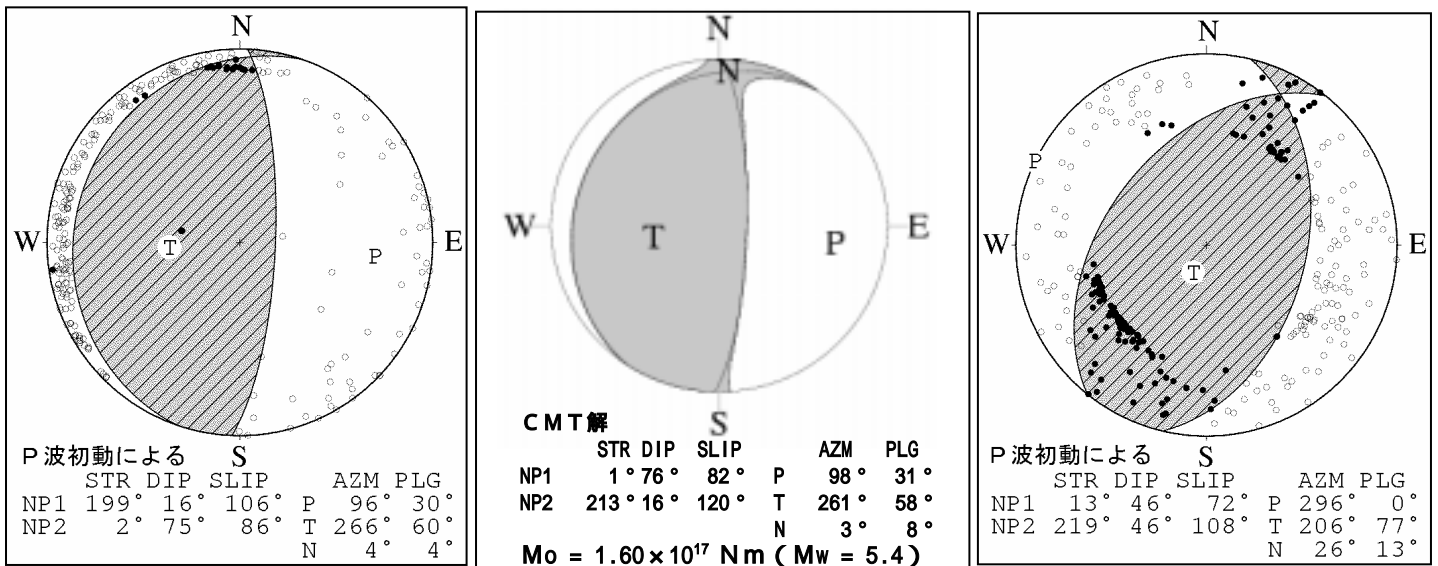 N
W
E
T
P
S
P波初動による
STR DIP SLIP AZM PLG
NP1 199° 16° 106° P 96° 30°
NP2 2° 75° 86° T 266° 60°
N 4° 4°
N
N
W
E
T
P
S
CMT解
STR DIP SLIP AZM PLG
NP1 1° 76° 82° P 98° 31°
NP2 213° 16° 120° T 261° 58°
N 3° 8°
Mo = 1.60×10¹⁷ Nm ( Mw = 5.4 )
N
P
W
E
T
S
P波初動による
STR DIP SLIP AZM PLG
NP1 13° 46° 72° P 296° 0°
NP2 219° 46° 108° T 206° 77°
N 26° 13°